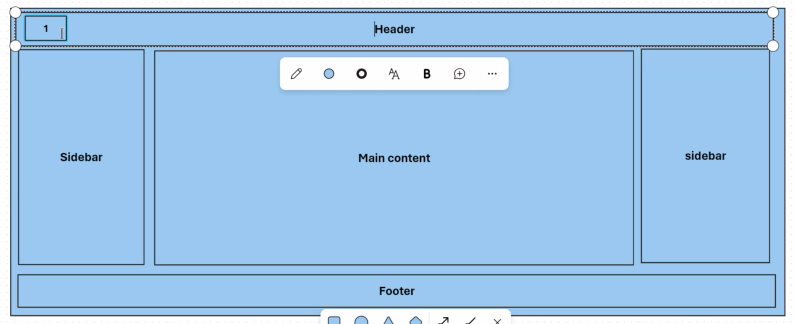 1
Header
Sidebar
Main content
sidebar
Footer